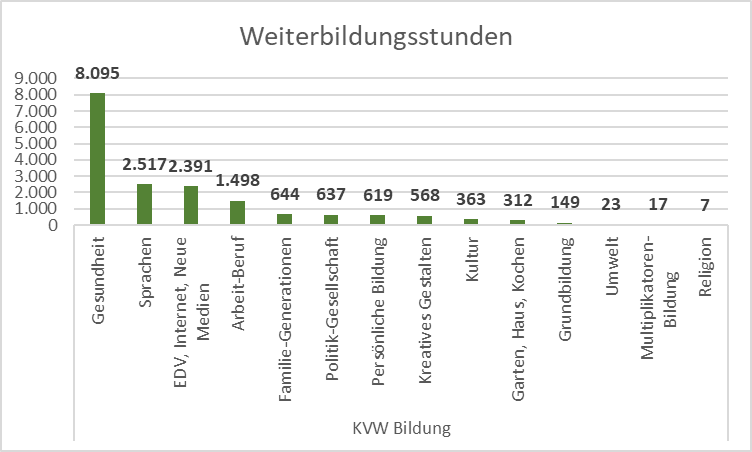 Weiterbildungsstunden
9.000
8.000
7.000
6.000
5.000
4.000
3.000
2.000
1.000
0
8.095
2.517
2.391
1.498
644
637
619
568
363
312
149
23
17
7
Gesundheit
Sprachen
EDV, Internet, Neue
Medien
Arbeit-Beruf
Familie-Generationen
Politik-Gesellschaft
Persönliche Bildung
Kreatives Gestalten
Kultur
Garten, Haus, Kochen
Grundbildung
Umwelt
Multiplikatoren-
Bildung
Religion
KVW Bildung